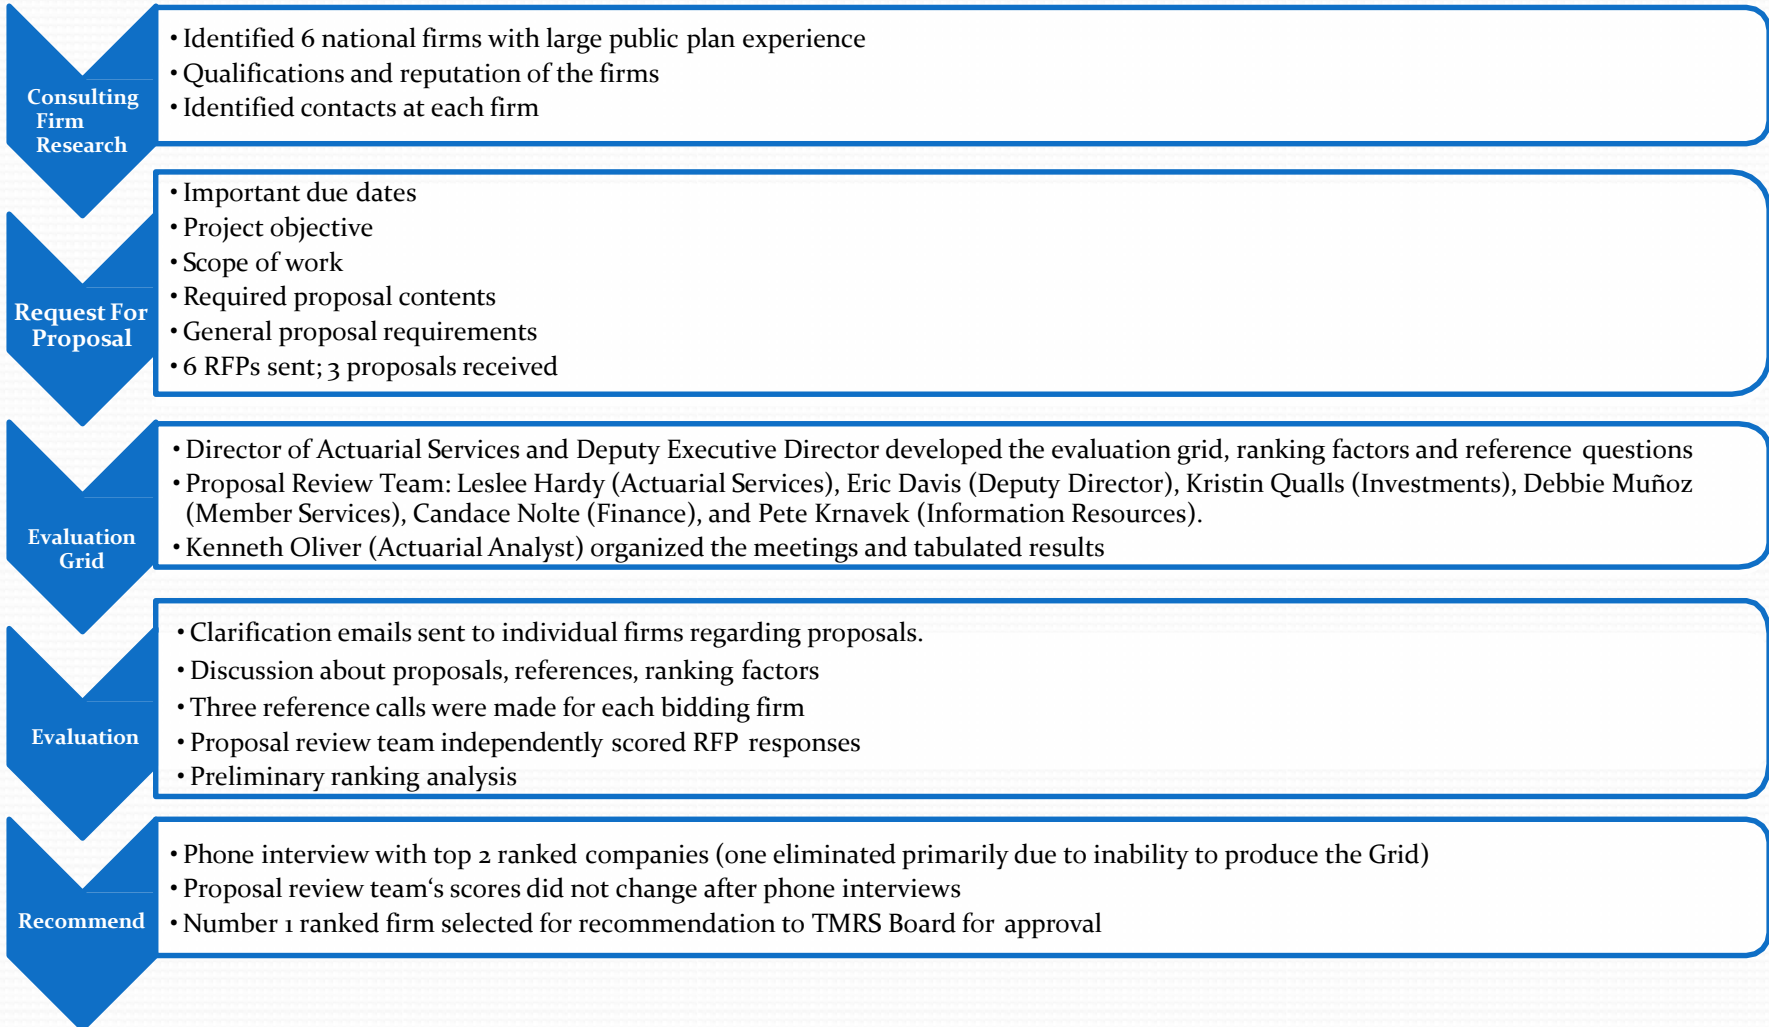 Consulting
Firm
Research
• Identified 6 national firms with large public plan experience
• Qualifications and reputation of the firms
• Identified contacts at each firm
Request For
Proposal
• Important due dates
• Project objective
• Scope of work
• Required proposal contents
• General proposal requirements
• 6 RFPs sent; 3 proposals received
Evaluation
Grid
• Director of Actuarial Services and Deputy Executive Director developed the evaluation grid, ranking factors and reference questions
• Proposal Review Team: Leslee Hardy (Actuarial Services), Eric Davis (Deputy Director), Kristin Qualls (Investments), Debbie Muñoz
(Member Services), Candace Nolte (Finance), and Pete Krnavek (Information Resources).
• Kenneth Oliver (Actuarial Analyst) organized the meetings and tabulated results
Evaluation
• Clarification emails sent to individual firms regarding proposals.
• Discussion about proposals, references, ranking factors
• Three reference calls were made for each bidding firm
• Proposal review team independently scored RFP responses
• Preliminary ranking analysis
Recommend
• Phone interview with top 2 ranked companies (one eliminated primarily due to inability to produce the Grid)
• Proposal review team‘s scores did not change after phone interviews
• Number 1 ranked firm selected for recommendation to TMRS Board for approval